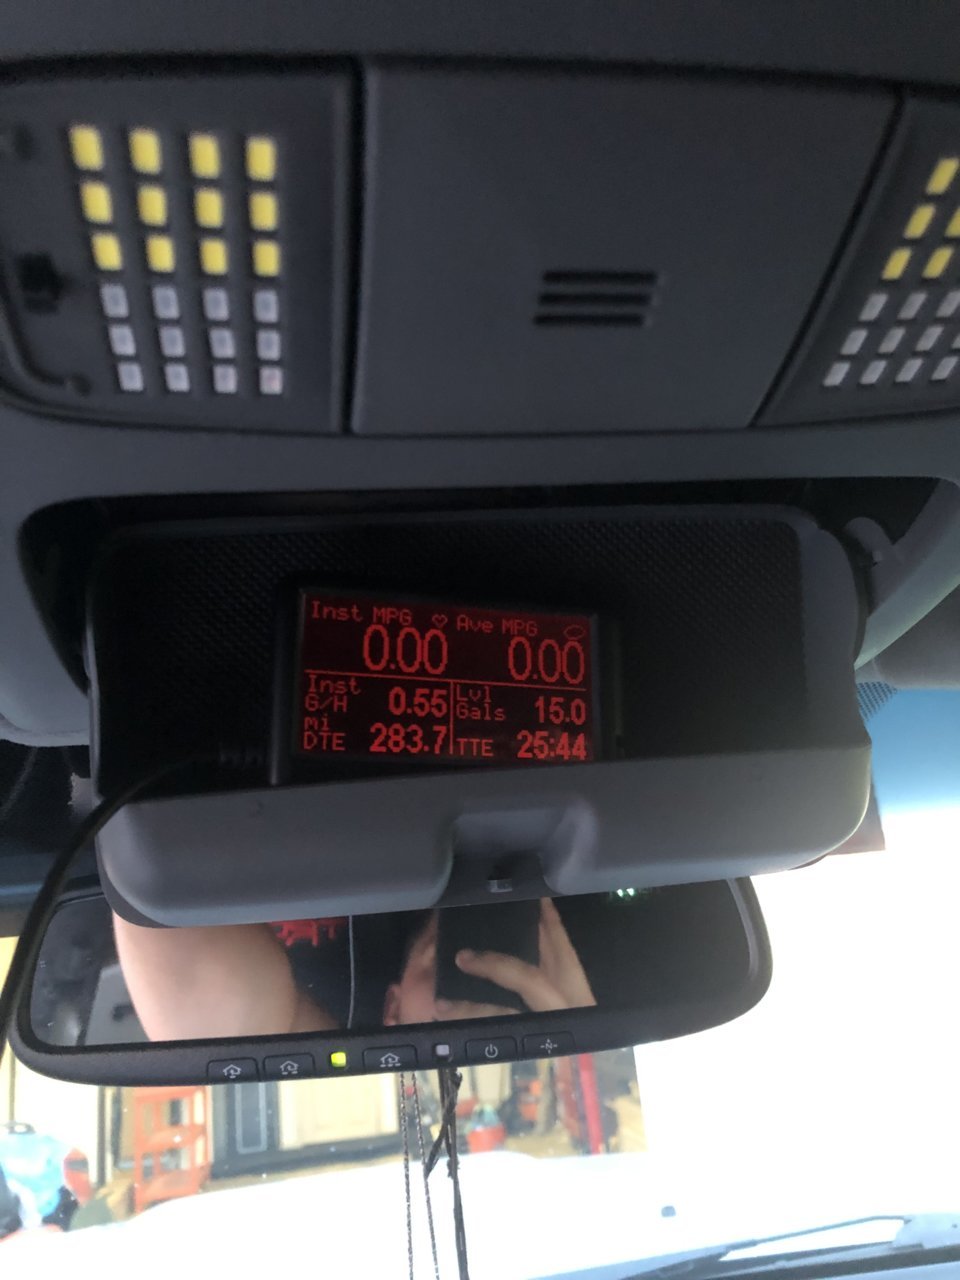 Inst MPG Ave MPG
0.00 0.00
Inst G/H 0.55 Lvl Gals 15.0
mi DTE 283.7 TTE 25:44
N